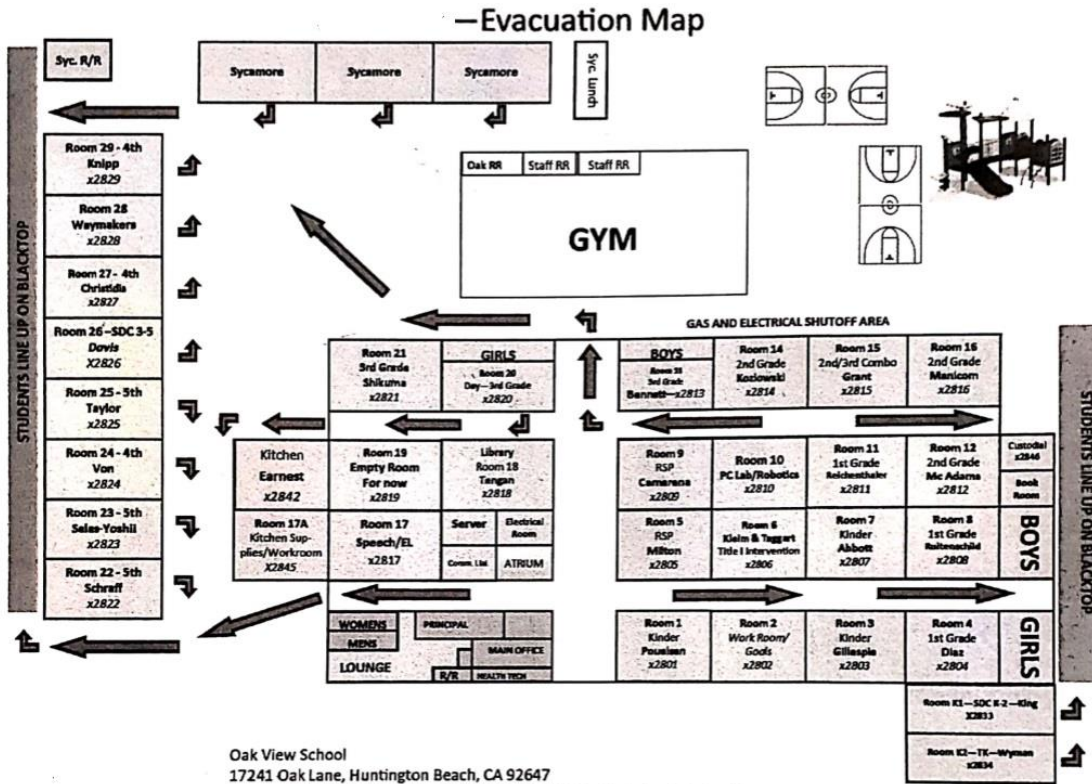 —Evacuation Map
Syc. R/R
Sycamore
Sycamore
Sycamore
Syc. Lunch
STUDENTS LINE UP ON BLACKTOP
Room 29 - 4th
Knipp
x2829
Room 28
Waymakers
x2828
Room 27 - 4th
Christidis
x2827
Room 26 -SDC 3-5
Davis
X2826
Room 25 - 5th
Taylor
x2825
Room 24 - 4th
Von
x2824
Room 23 - 5th
Salas-Yoshii
x2823
Room 22 - 5th
Schraff
x2822
Oak RR
Staff RR
Staff RR
GYM
GAS AND ELECTRICAL SHUTOFF AREA
Room 21
3rd Grade
Shikuma
x2821
GIRLS
Room 20
Day—3rd Grade
x2820
BOYS
3rd Grade
Bennett—x2813
Room 14
2nd Grade
Kozlowski
x2814
Room 15
2nd/3rd Combo
Grant
x2815
Room 16
2nd Grade
Manicom
x2816
Kitchen
Earnest
x2842
Room 19
Empty Room
For now
x2819
Library
Room 18
Tangan
x2818
Room 9
RSP
Camarena
x2809
Room 10
PC Lab/Robotics
x2810
Room 11
1st Grade
Reichenthaler
x2811
Room 12
2nd Grade
Mc Adams
x2812
Custodial
x2846
Book
Room
Room 17A
Kitchen Sup-
plies/Workroom
X2845
Room 17
Speech/EL
x2817
Server
Electrical
Room
ATRIUM
Room 5
RSP
Milton
x2805
Room 6
Kleim & Taggart
Title I Intervention
x2806
Room 7
Kinder
Abbott
x2807
Room 8
1st Grade
x2808
BOYS
STUDENTS LINE UP ON BLACKTOP
WOMENS
MENS
LOUNGE
PRINCIPAL
MAIN OFFICE
R/R
HEALTH TECH
Room 1
Kinder
Poulsen
x2801
Room 2
Work Room/
Goals
x2802
Room 3
Kinder
Gillespie
x2803
Room 4
1st Grade
Diaz
x2804
GIRLS
Room K1—SDC K-2—King
X2833
Room K2—TK—Wyman
x2834
Oak View School
17241 Oak Lane, Huntington Beach, CA 92647